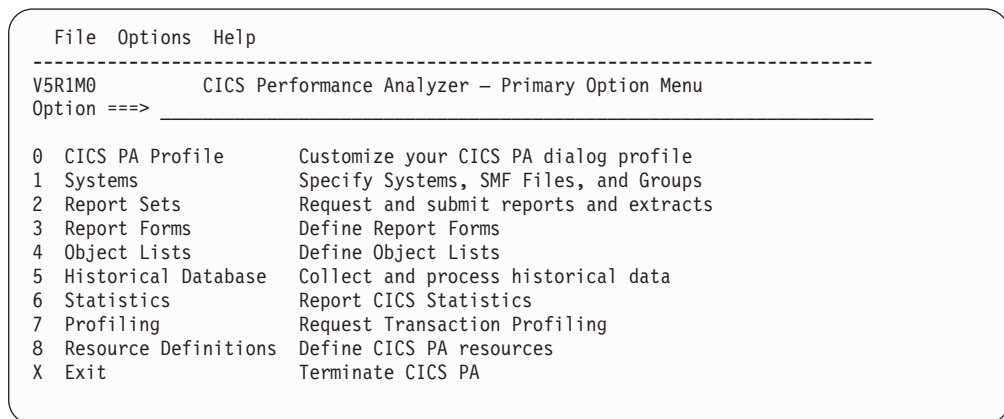 File Options Help
-------------------------------------------------------------------------------
V5R1M0 CICS Performance Analyzer – Primary Option Menu
Option ===> ___________________________________________________________________
0 CICS PA Profile Customize your CICS PA dialog profile
1 Systems Specify Systems, SMF Files, and Groups
2 Report Sets Request and submit reports and extracts
3 Report Forms Define Report Forms
4 Object Lists Define Object Lists
5 Historical Database Collect and process historical data
6 Statistics Report CICS Statistics
7 Profiling Request Transaction Profiling
8 Resource Definitions Define CICS PA resources
X Exit Terminate CICS PA